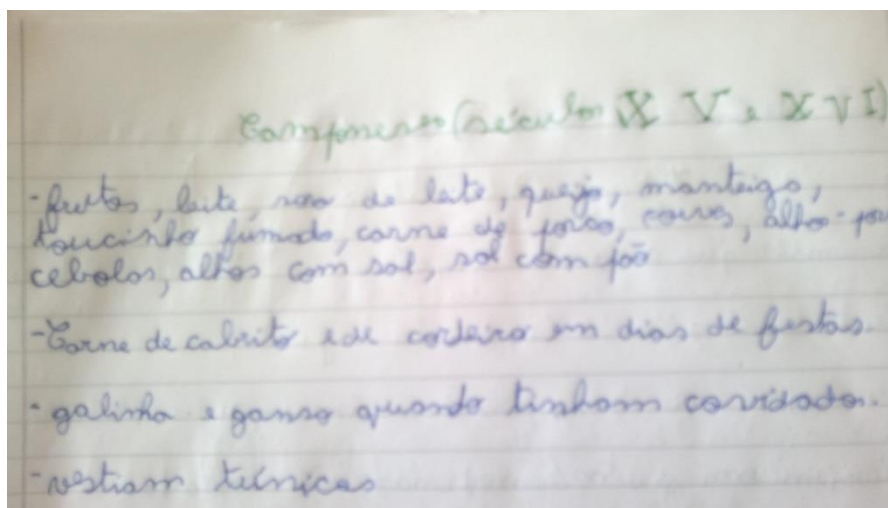 Camponeses (séculos XV e XVI)
-frutos, leite, soro de leite, queijo, manteiga,
toucinho fumado, carne de porco, couves, alho-por
cebolas, alhos com sal, sal com pão
-Carne de cabrito e de cordeiro em dias de festas.
-galinha e ganso quando tinham convidados.
-vestiam túnicas